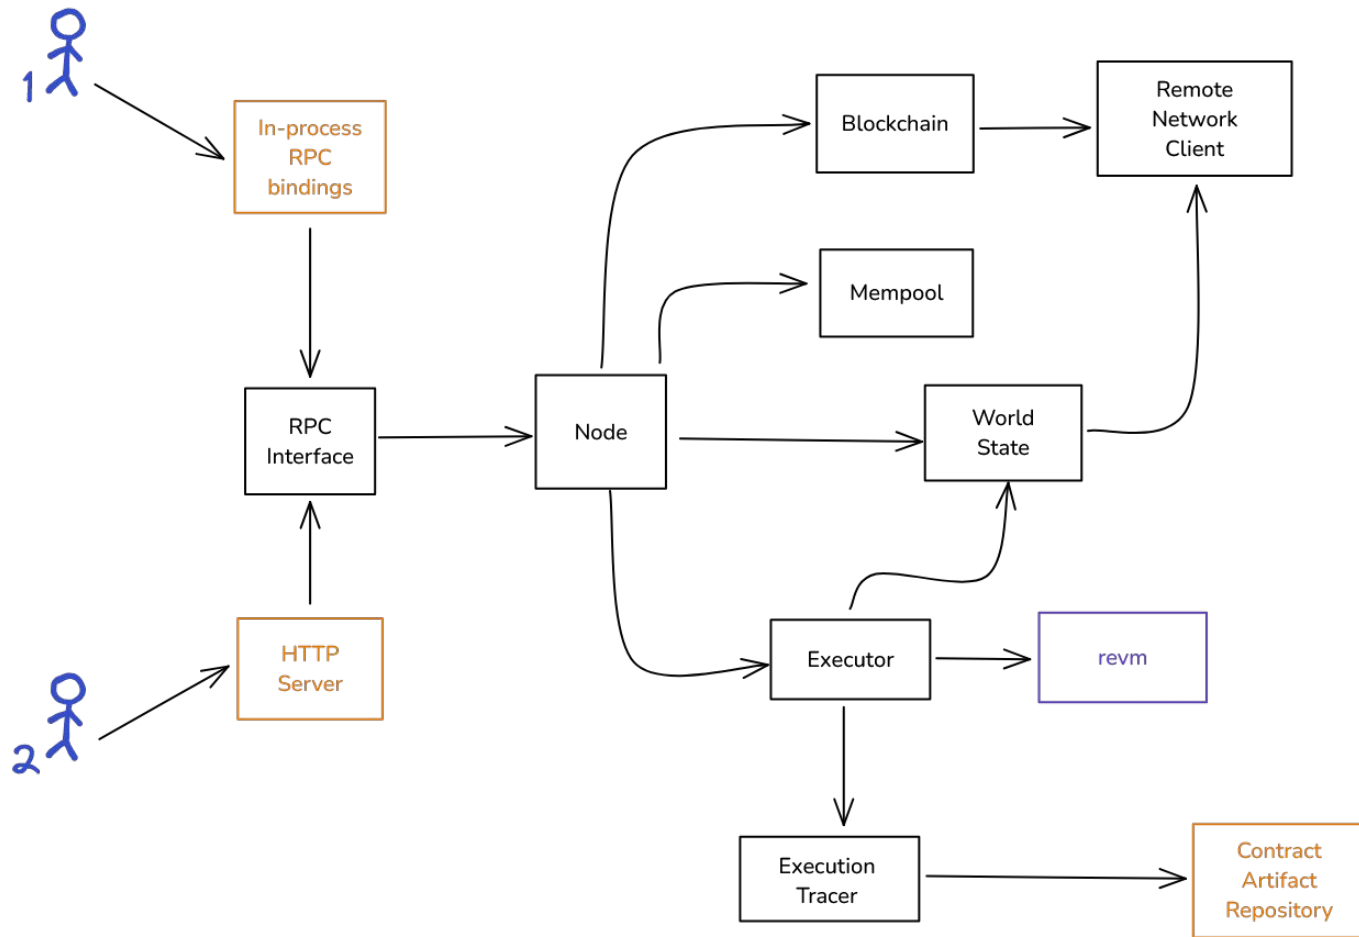 1
In-process
RPC
bindings
Blockchain
Remote
Network
Client
Mempool
RPC
Interface
Node
World
State
HTTP
Server
2
Executor
revm
Execution
Tracer
Contract
Artifact
Repository